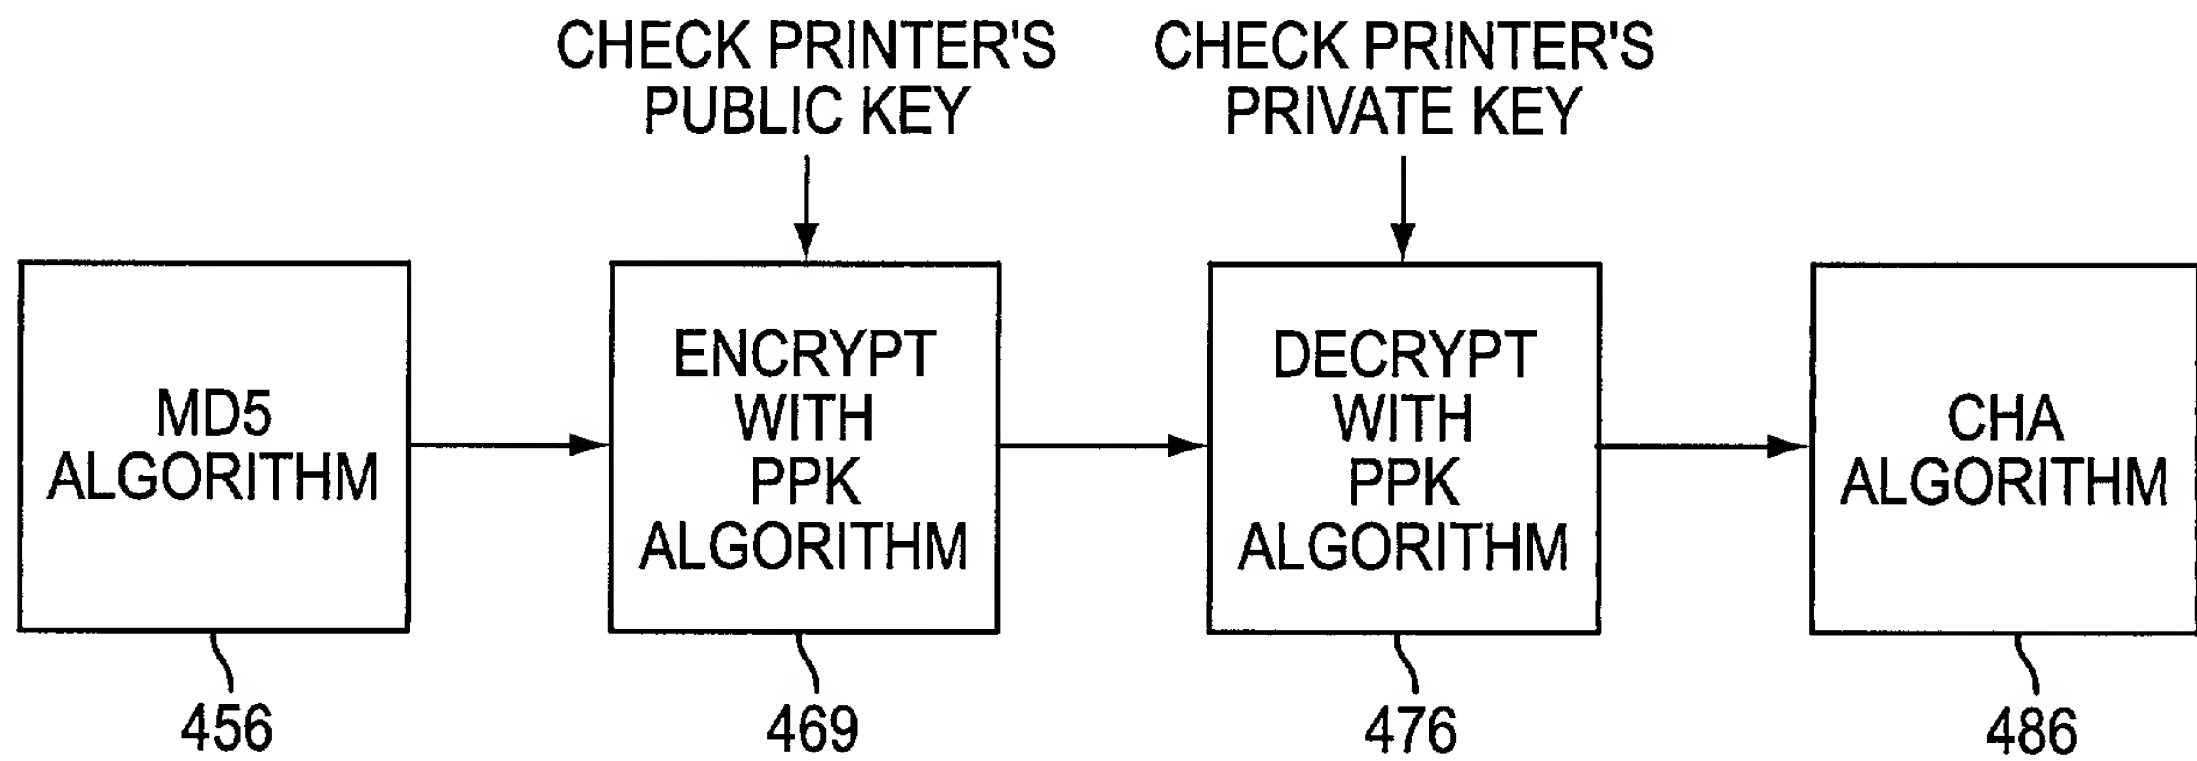 CHECK PRINTER'S
PUBLIC KEY
CHECK PRINTER'S
PRIVATE KEY
MD5
ALGORITHM
ENCRYPT
WITH
PPK
ALGORITHM
DECRYPT
WITH
PPK
ALGORITHM
CHA
ALGORITHM
456
469
476
486